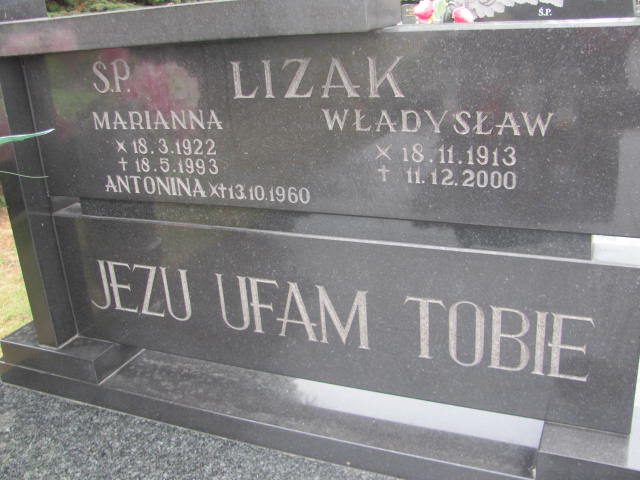 Ś.P.
Ś.P. LIZAK
MARIANNA WŁADYSŁAW
× 18.3.1922 × 18.11.1913
† 18.5.1993 † 11.12.2000
ANTONINA ×†13.10.1960
JEZU UFAM TOBIE